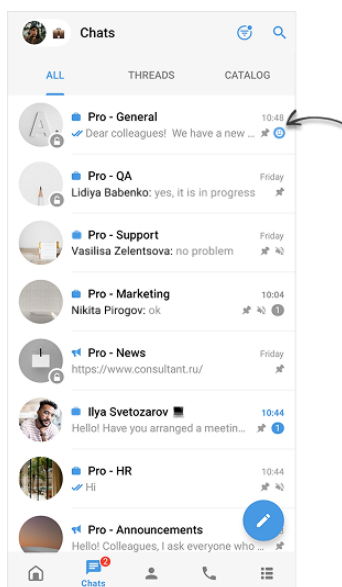 Chats
ALL THREADS CATALOG
Pro - General 10:48
Dear colleagues! We have a new ...
Pro - QA Friday
Lidiya Babenko: yes, it is in progress
Pro - Support Friday
Vasilisa Zelentsova: no problem
Pro - Marketing 10:04
Nikita Pirogov: ok 1
Pro - News Friday
https://www.consultant.ru/
Ilya Svetozarov 10:44
Hello! Have you arranged a meetin... 1
Pro - HR 10:44
Hi
Pro - Announcements
Hello! Colleagues, I ask everyone who ...
2
Chats